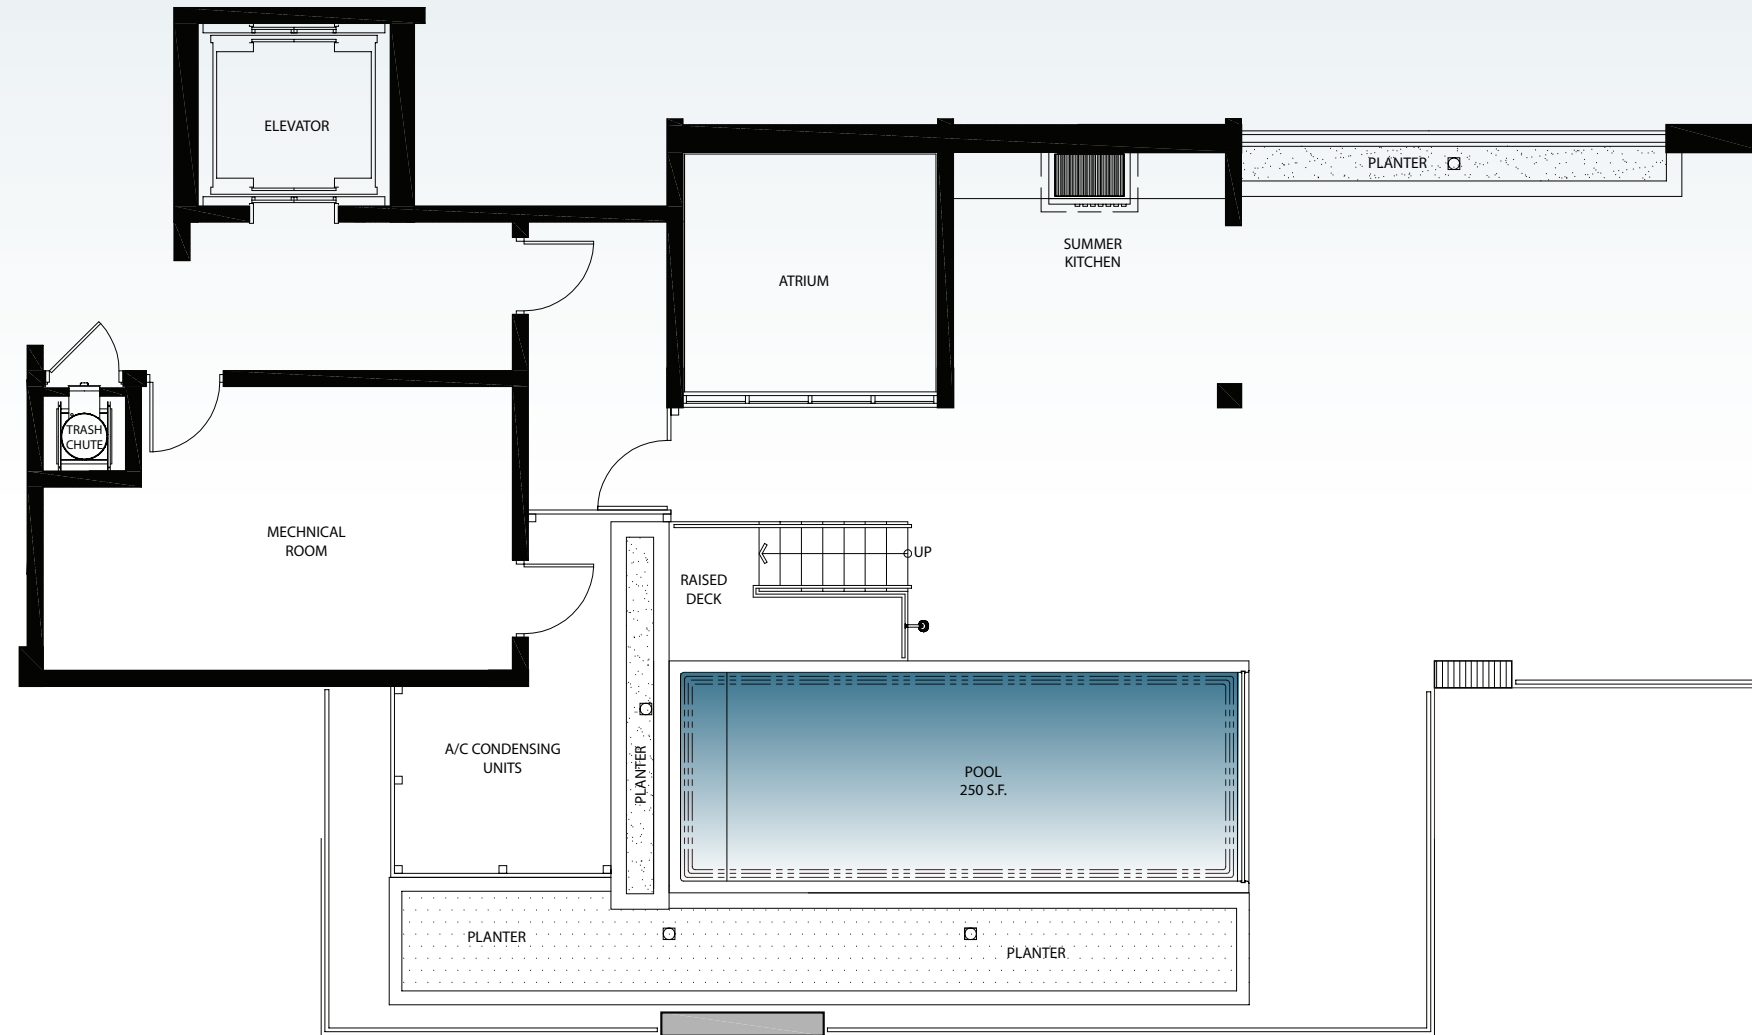 ELEVATOR
PLANTER
SUMMER
KITCHEN
ATRIUM
TRASH
CHUTE
MECHNICAL
ROOM
UP
RAISED
DECK
A/C CONDENSING
UNITS
PLANTER
POOL
250 S.F.
PLANTER
PLANTER